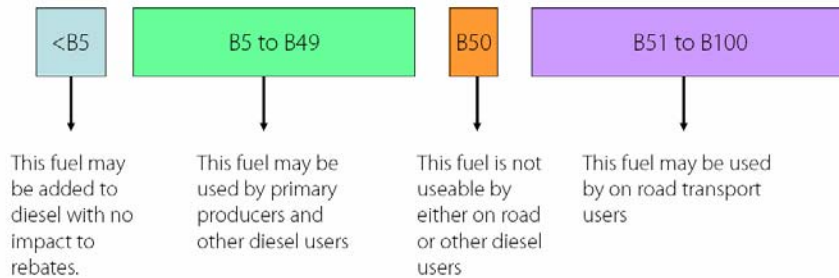 <B5
B5 to B49
B50
B51 to B100
This fuel may
be added to
diesel with no
impact to
rebates.
This fuel may be
used by primary
producers and
other diesel users
This fuel is not
useable by
either on road
or other diesel
users
This fuel may be used
by on road transport
users